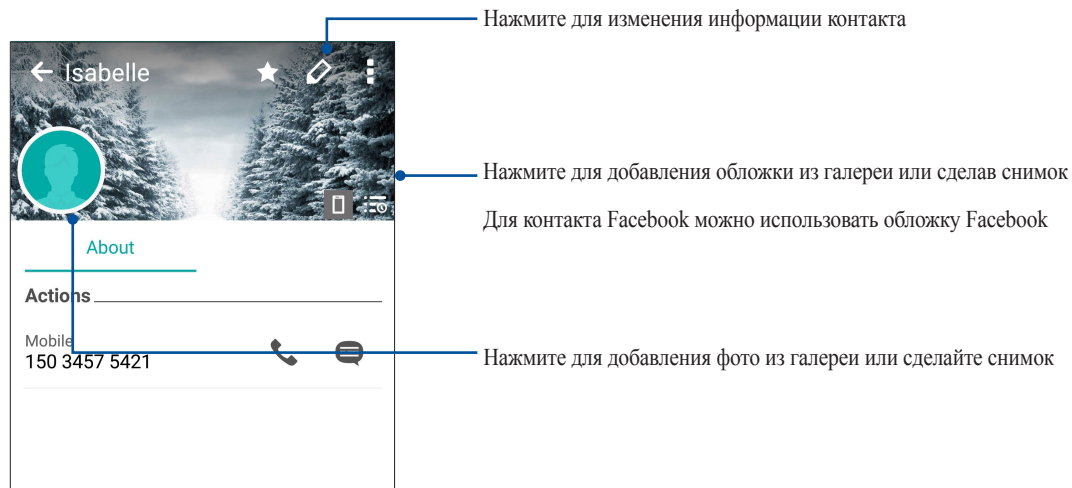 Нажмите для изменения информации контакта
Isabelle
Нажмите для добавления обложки из галереи или сделав снимок
Для контакта Facebook можно использовать обложку Facebook
About
Actions
Mobile
150 3457 5421
Нажмите для добавления фото из галереи или сделайте снимок